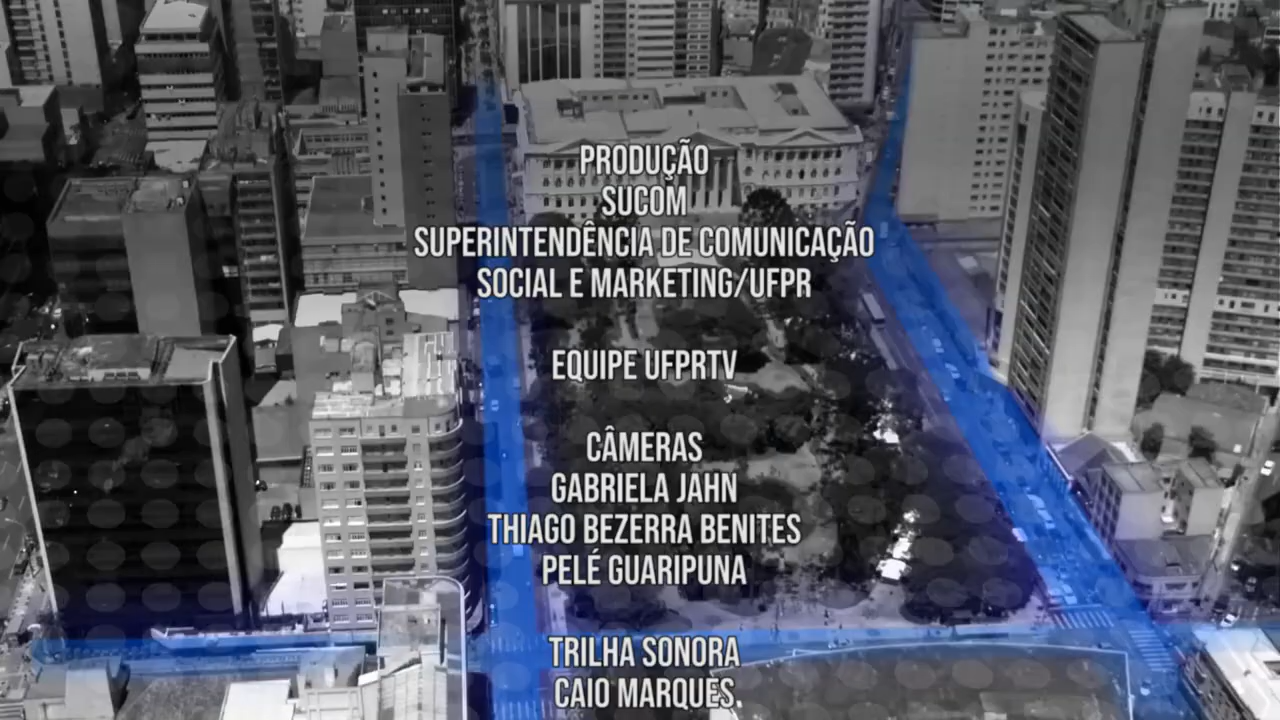 PRODUÇÃO
SUCOM
SUPERINTENDÊNCIA DE COMUNICAÇÃO
SOCIAL E MARKETING/UFPR
EQUIPE UFPRTV
CÂMERAS
GABRIELA JAHN
THIAGO BEZERRA BENITES
PELÉ GUARIPUNA
TRILHA SONORA
CAIO MARQUES.